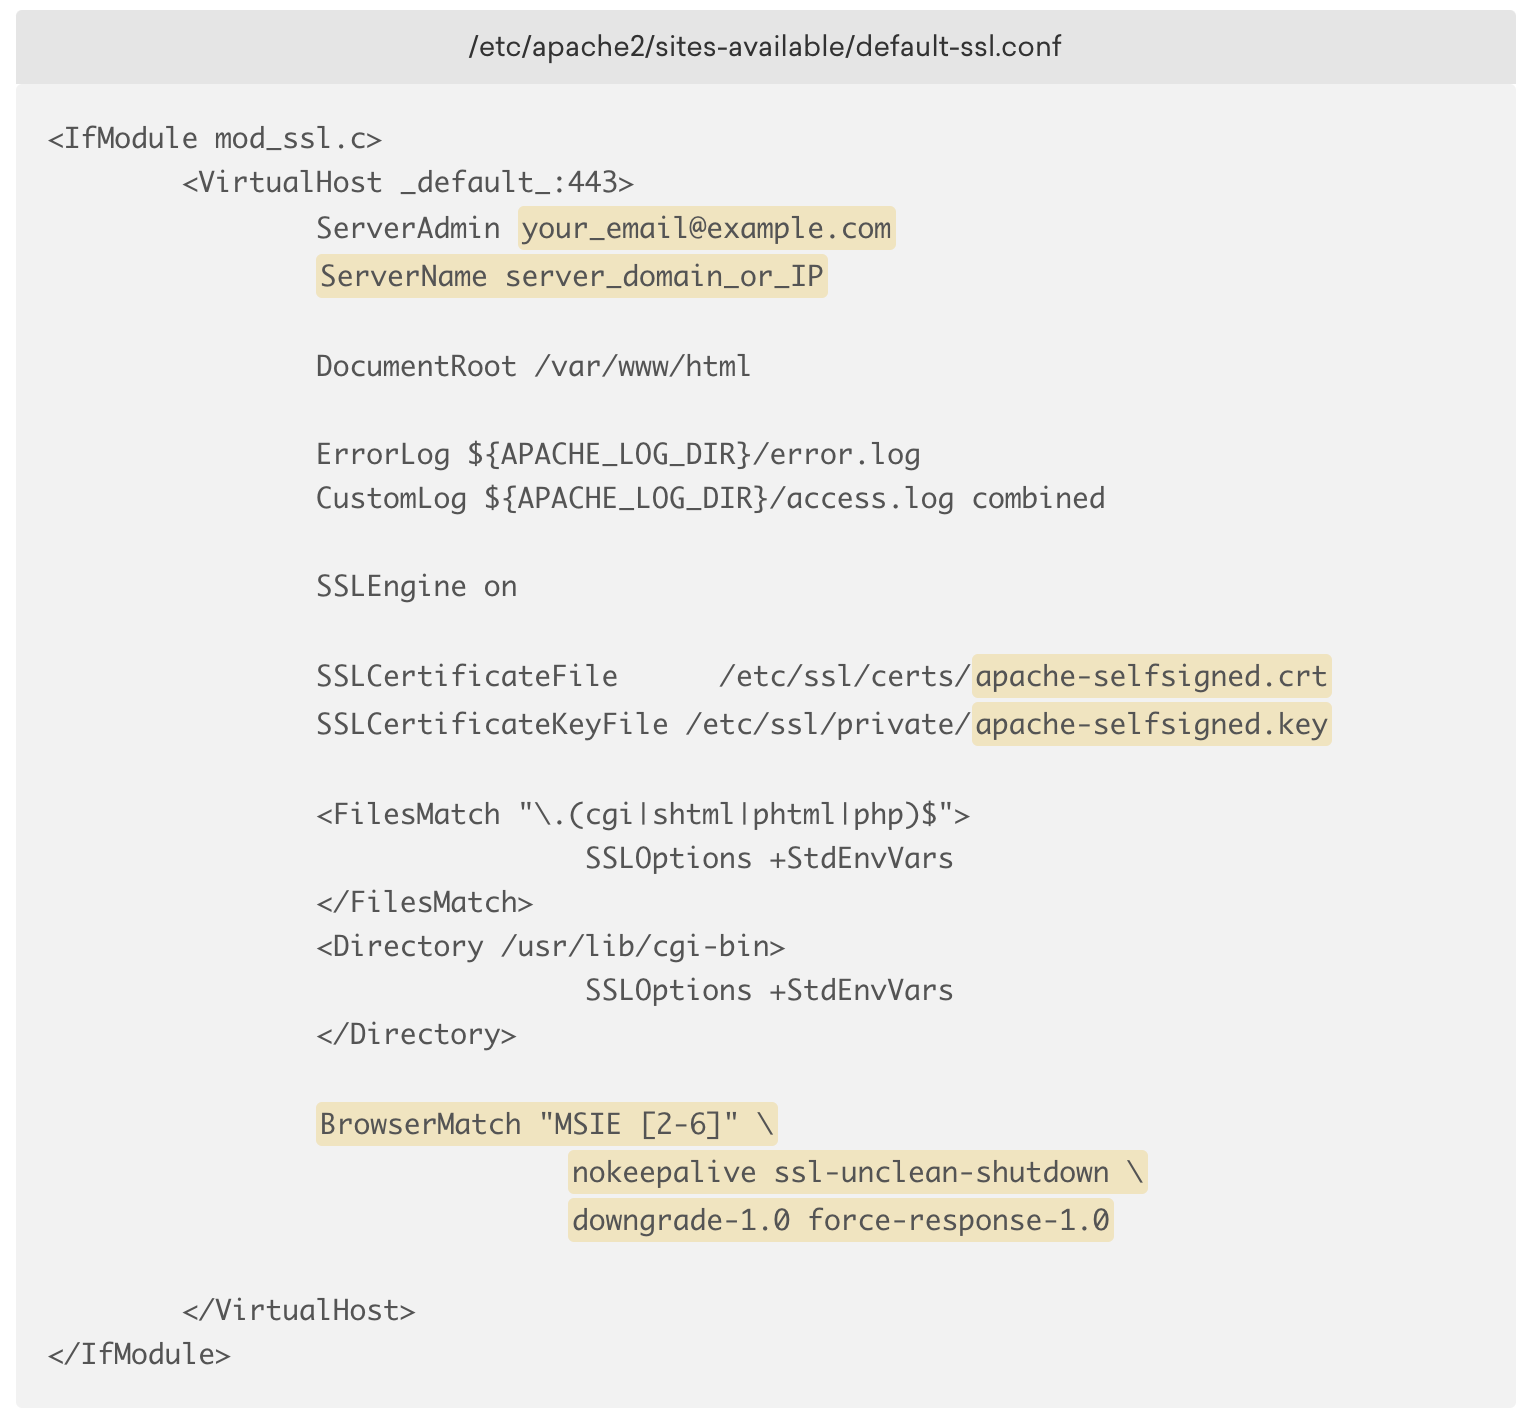 /etc/apache2/sites-available/default-ssl.conf
<IfModule mod_ssl.c>
        <VirtualHost _default_:443>
                ServerAdmin your_email@example.com
                ServerName server_domain_or_IP

                DocumentRoot /var/www/html

                ErrorLog ${APACHE_LOG_DIR}/error.log
                CustomLog ${APACHE_LOG_DIR}/access.log combined

                SSLEngine on

                SSLCertificateFile      /etc/ssl/certs/apache-selfsigned.crt
                SSLCertificateKeyFile /etc/ssl/private/apache-selfsigned.key

                <FilesMatch "\.(cgi|shtml|phtml|php)$">
                                SSLOptions +StdEnvVars
                </FilesMatch>
                <Directory /usr/lib/cgi-bin>
                                SSLOptions +StdEnvVars
                </Directory>

                BrowserMatch "MSIE [2-6]" \
                               nokeepalive ssl-unclean-shutdown \
                               downgrade-1.0 force-response-1.0

        </VirtualHost>
</IfModule>